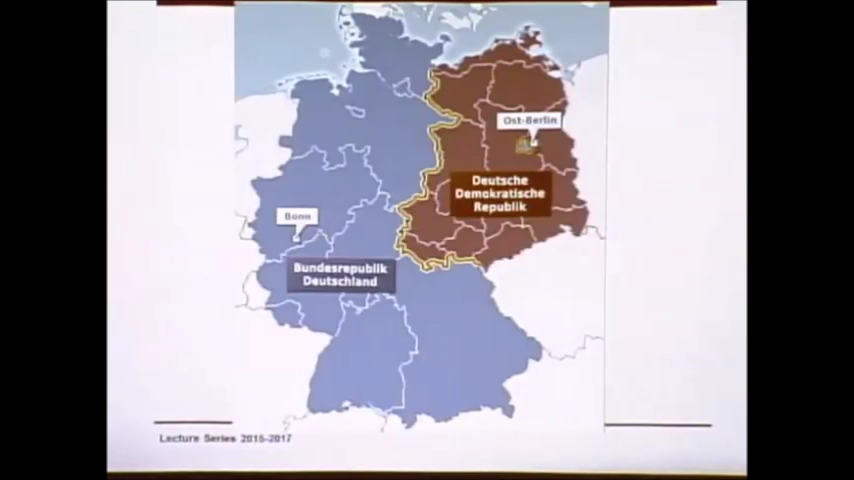 Ost-Berlin
Deutsche
Demokratische
Republik
Bonn
Bundesrepublik
Deutschland
Lecture Series 2015-2017